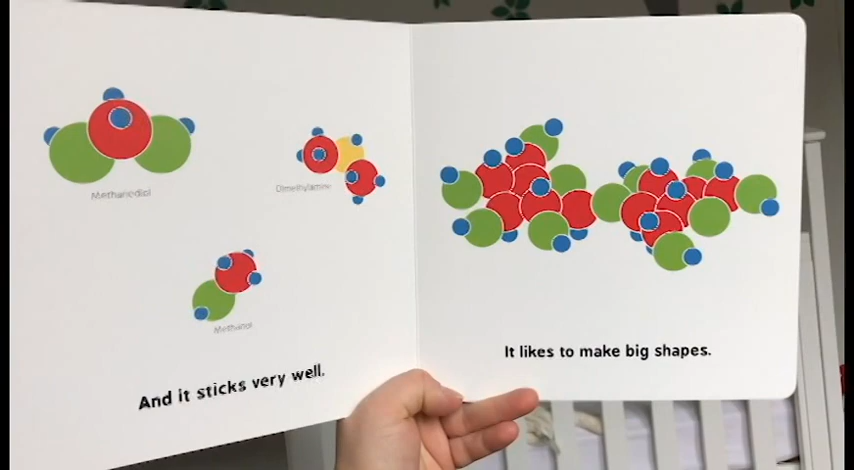 Methanediol
Dimethylamine
Methanol
And it sticks very well.
It likes to make big shapes.